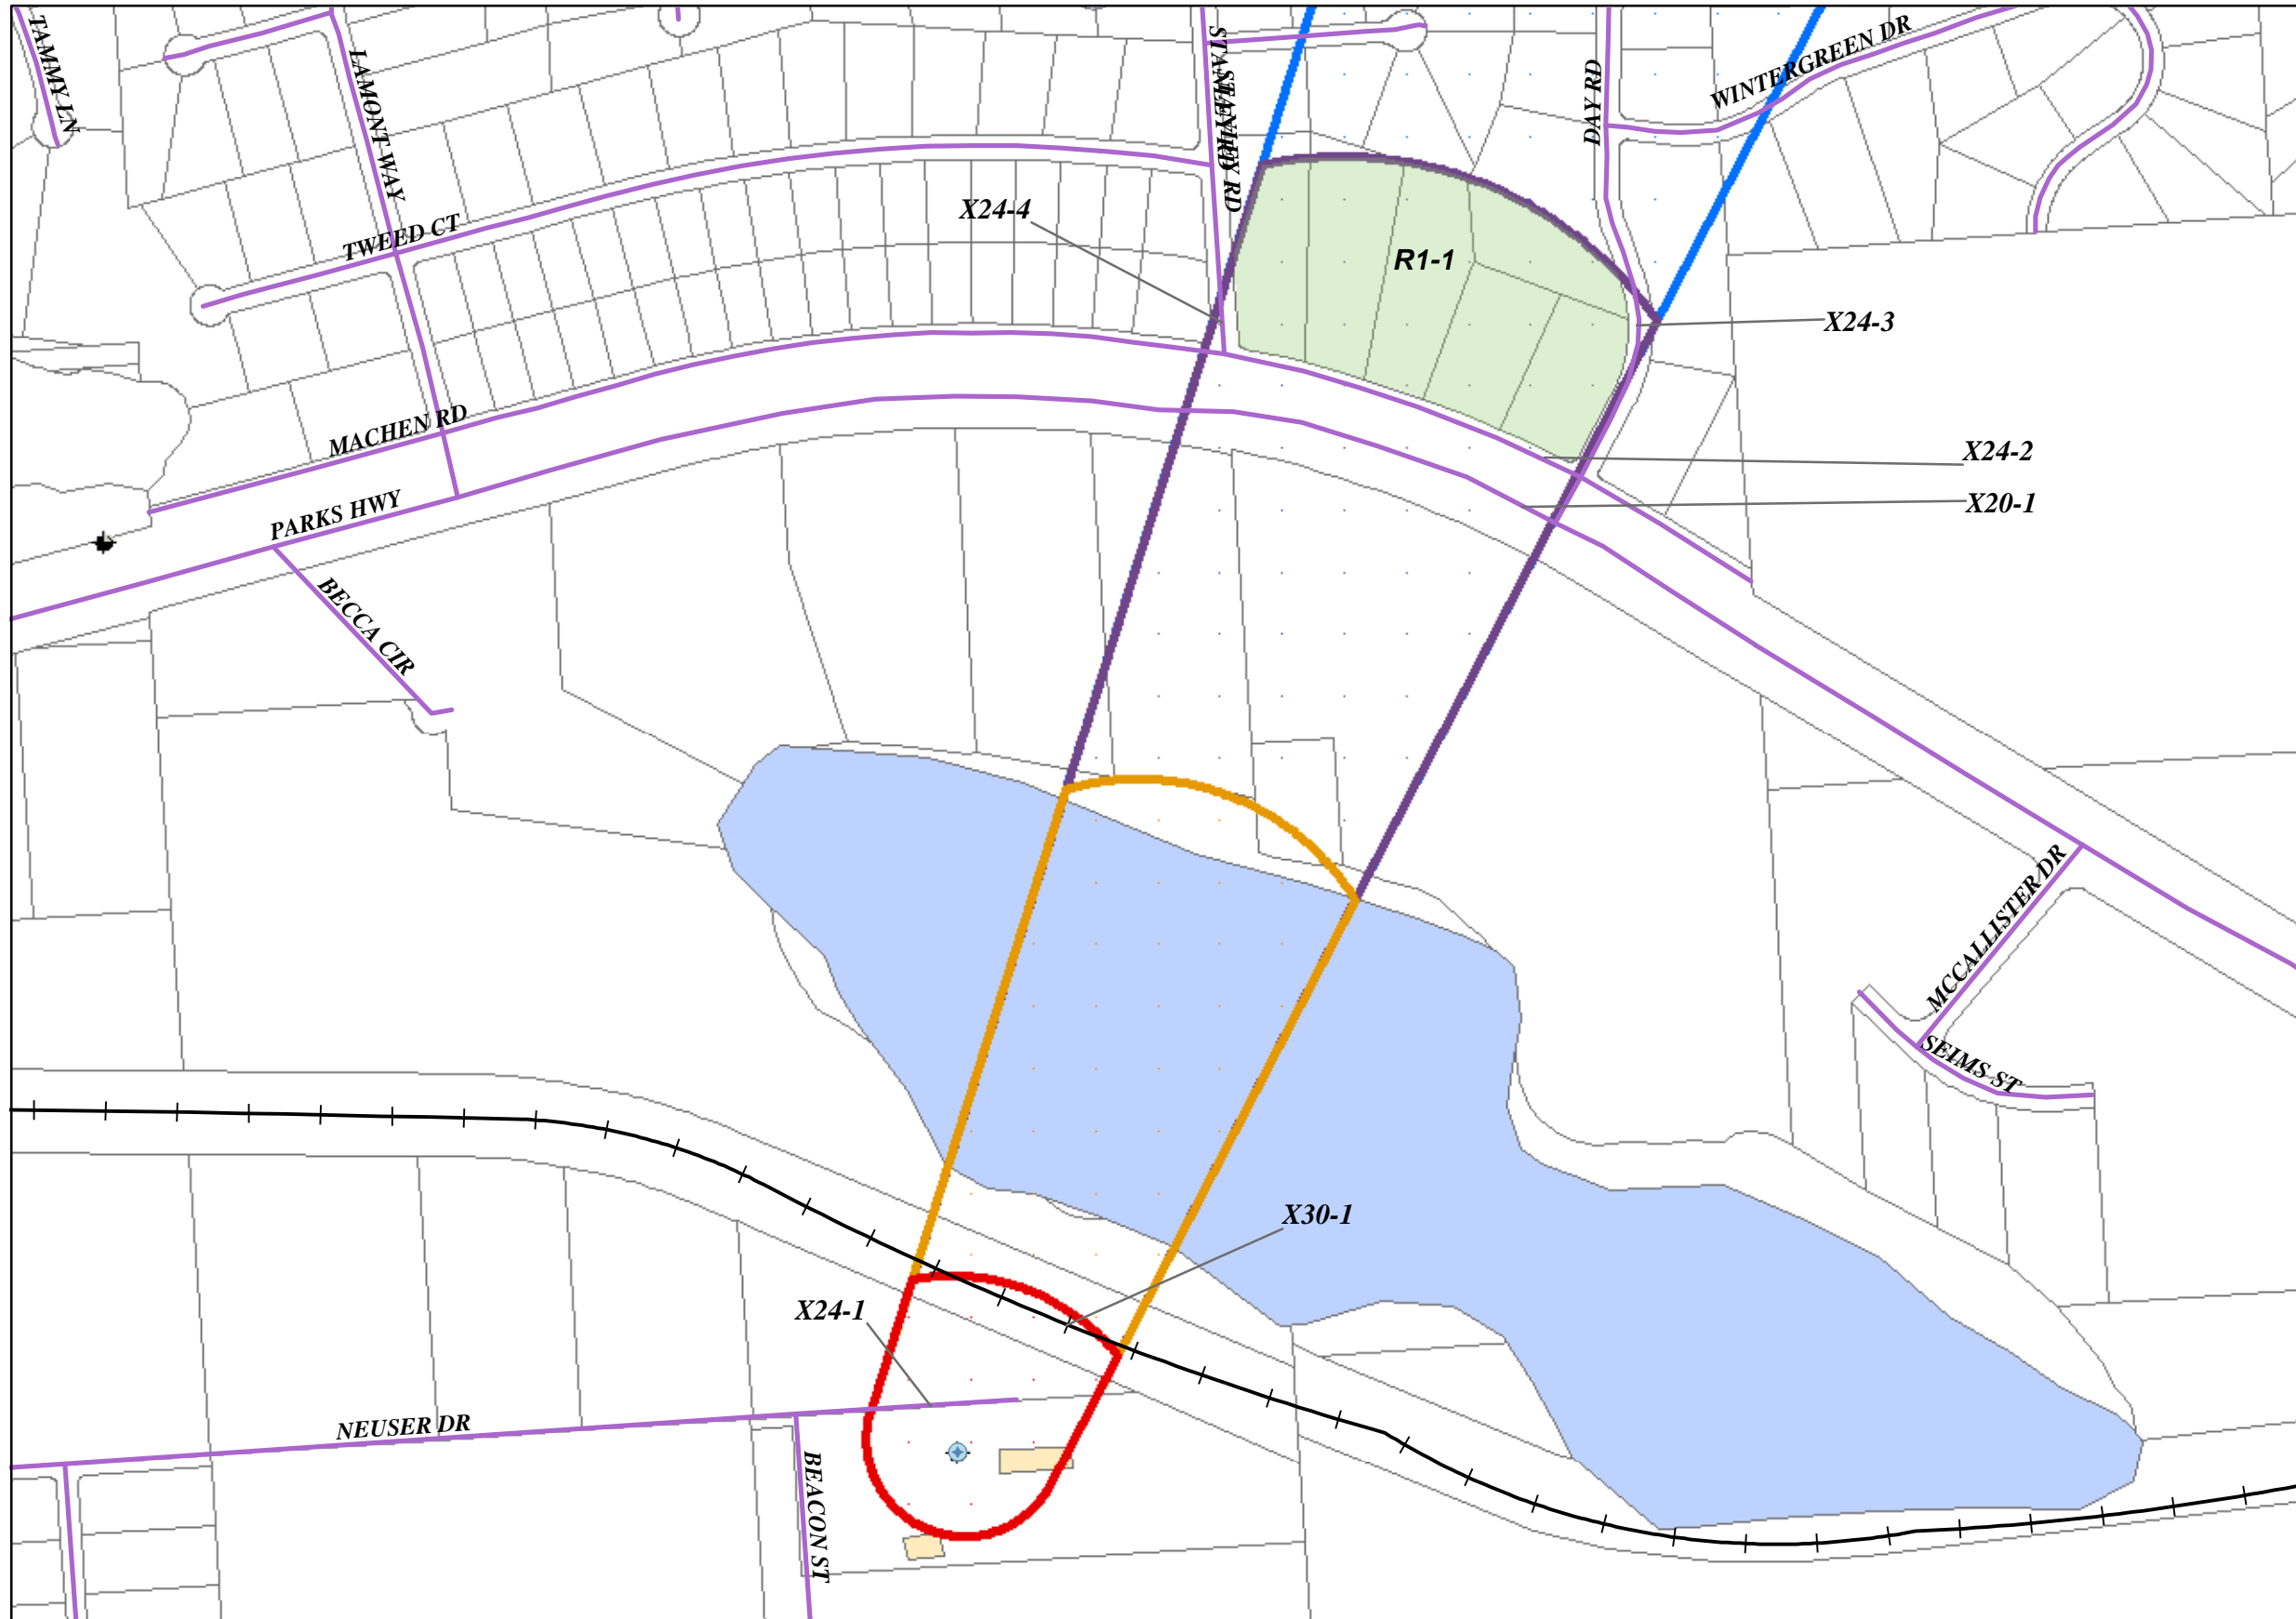 TAMMY LN
LAMONT WAY
STANLEY RD
STANLEY RD
DAY RD
WINTERGREEN DR
X24-4
TWEED CT
R1-1
X24-3
MACHEN RD
X24-2
PARKS HWY
X20-1
BECCA CIR
MCCALLISTER DR
SEIMS ST
X30-1
X24-1
NEUSER DR
BEACON ST